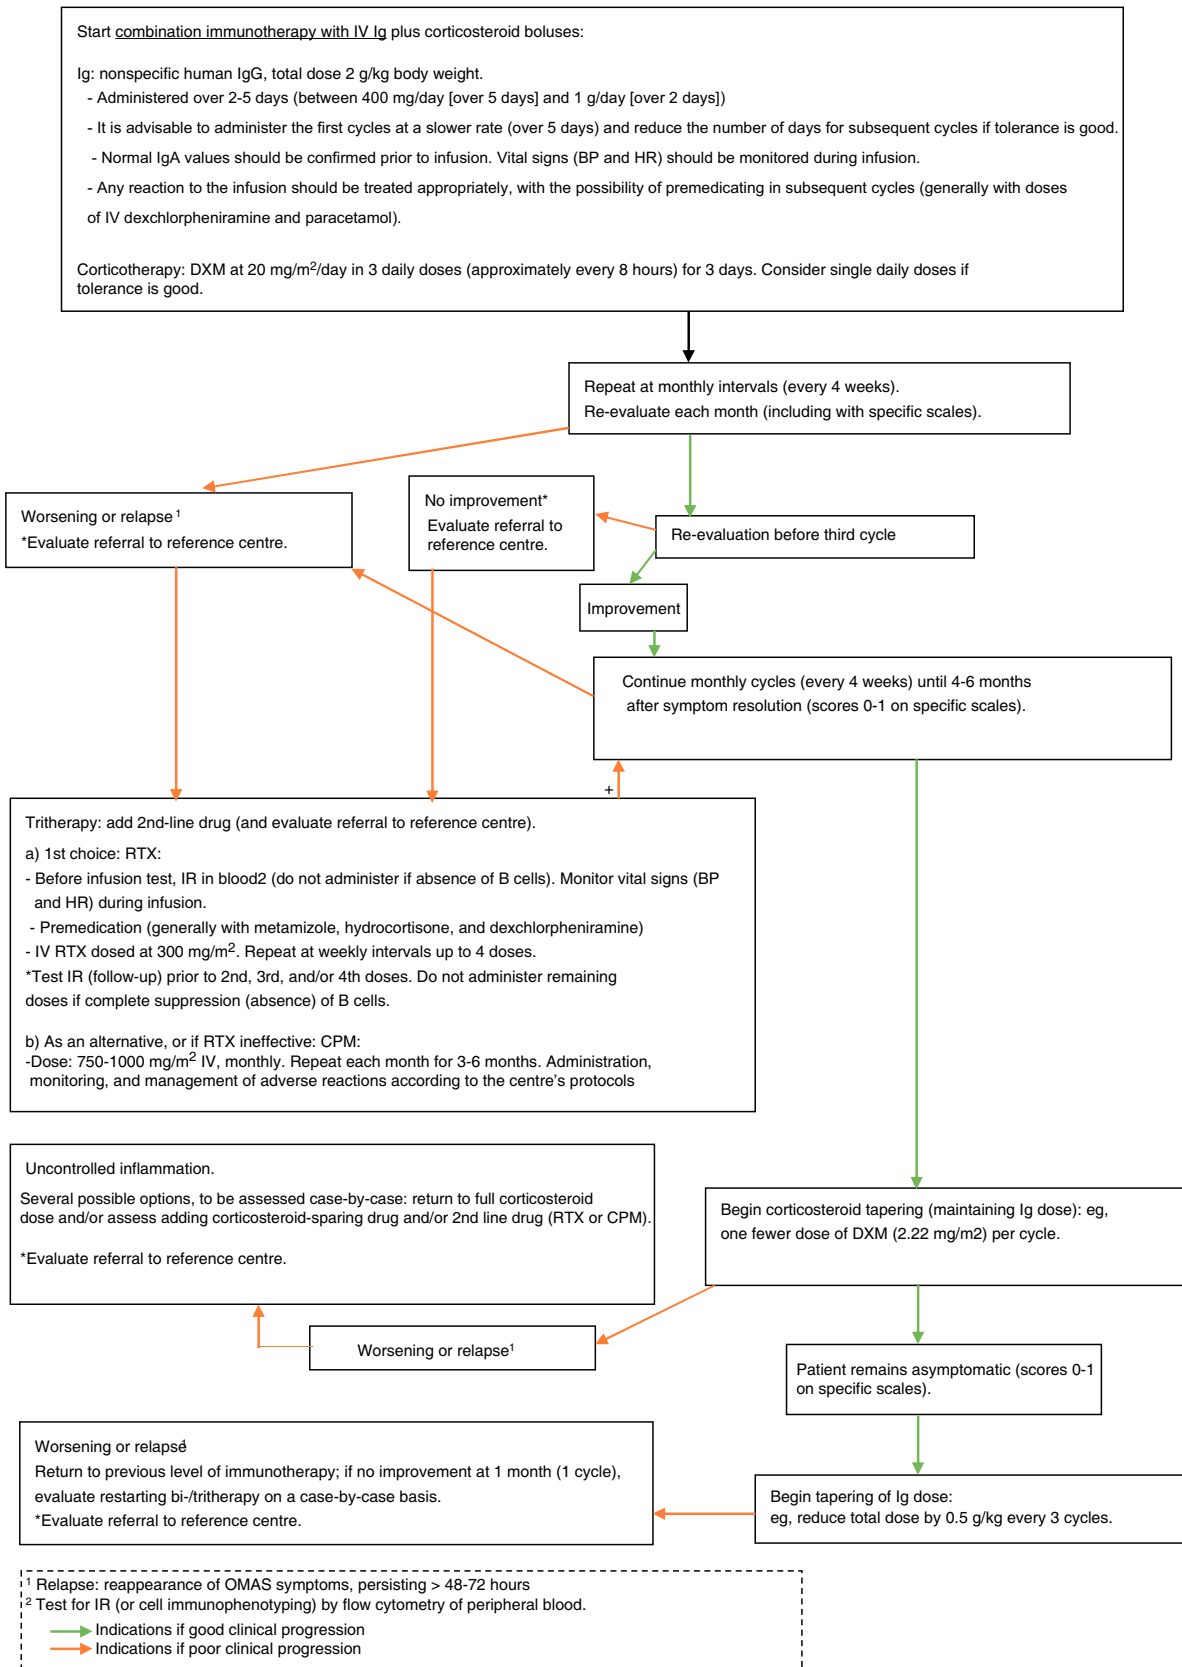 Start combination immunotherapy with IV Ig plus corticosteroid boluses:
Ig: nonspecific human IgG, total dose 2 g/kg body weight.
- Administered over 2-5 days (between 400 mg/day [over 5 days] and 1 g/day [over 2 days])
- It is advisable to administer the first cycles at a slower rate (over 5 days) and reduce the number of days for subsequent cycles if tolerance is good.
- Normal IgA values should be confirmed prior to infusion. Vital signs (BP and HR) should be monitored during infusion.
- Any reaction to the infusion should be treated appropriately, with the possibility of premedicating in subsequent cycles (generally with doses
of IV dexchlorpheniramine and paracetamol).
Corticotherapy: DXM at 20 mg/m²/day in 3 daily doses (approximately every 8 hours) for 3 days. Consider single daily doses if
tolerance is good.
Repeat at monthly intervals (every 4 weeks).
Re-evaluate each month (including with specific scales).
Worsening or relapse ¹
*Evaluate referral to reference centre.
No improvement*
Evaluate referral to
reference centre.
Re-evaluation before third cycle
Improvement
Continue monthly cycles (every 4 weeks) until 4-6 months
after symptom resolution (scores 0-1 on specific scales).
+
Tritherapy: add 2nd-line drug (and evaluate referral to reference centre).
a) 1st choice: RTX:
- Before infusion test, IR in blood2 (do not administer if absence of B cells). Monitor vital signs (BP
and HR) during infusion.
- Premedication (generally with metamizole, hydrocortisone, and dexchlorpheniramine)
- IV RTX dosed at 300 mg/m². Repeat at weekly intervals up to 4 doses.
*Test IR (follow-up) prior to 2nd, 3rd, and/or 4th doses. Do not administer remaining
doses if complete suppression (absence) of B cells.
b) As an alternative, or if RTX ineffective: CPM:
-Dose: 750-1000 mg/m² IV, monthly. Repeat each month for 3-6 months. Administration,
monitoring, and management of adverse reactions according to the centre's protocols
Uncontrolled inflammation.
Several possible options, to be assessed case-by-case: return to full corticosteroid
dose and/or assess adding corticosteroid-sparing drug and/or 2nd line drug (RTX or CPM).
*Evaluate referral to reference centre.
Begin corticosteroid tapering (maintaining Ig dose): eg,
one fewer dose of DXM (2.22 mg/m2) per cycle.
Worsening or relapse¹
Patient remains asymptomatic (scores 0-1
on specific scales).
Worsening or relapse¹
Return to previous level of immunotherapy; if no improvement at 1 month (1 cycle),
evaluate restarting bi-/tritherapy on a case-by-case basis.
*Evaluate referral to reference centre.
Begin tapering of Ig dose:
eg, reduce total dose by 0.5 g/kg every 3 cycles.
¹ Relapse: reappearance of OMAS symptoms, persisting > 48-72 hours
² Test for IR (or cell immunophenotyping) by flow cytometry of peripheral blood.
Indications if good clinical progression
Indications if poor clinical progression